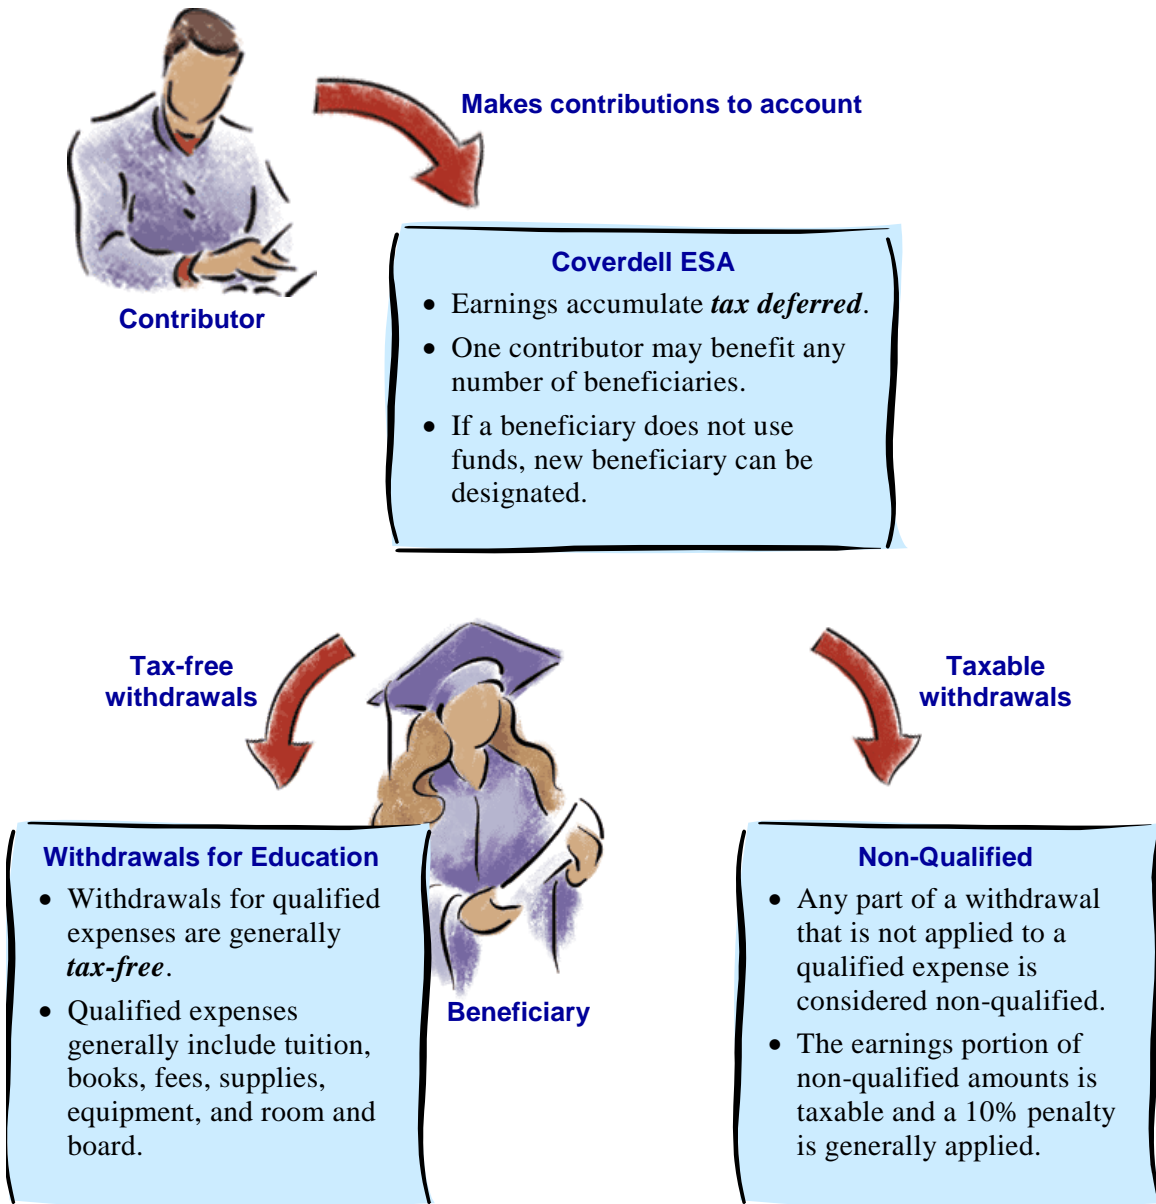 Makes contributions to account
Contributor
Coverdell ESA
• Earnings accumulate tax deferred.
• One contributor may benefit any
number of beneficiaries.
• If a beneficiary does not use
funds, new beneficiary can be
designated.
Tax-free
withdrawals
Taxable
withdrawals
Withdrawals for Education
• Withdrawals for qualified
expenses are generally
tax-free.
• Qualified expenses
generally include tuition,
books, fees, supplies,
equipment, and room and
board.
Beneficiary
Non-Qualified
• Any part of a withdrawal
that is not applied to a
qualified expense is
considered non-qualified.
• The earnings portion of
non-qualified amounts is
taxable and a 10% penalty
is generally applied.